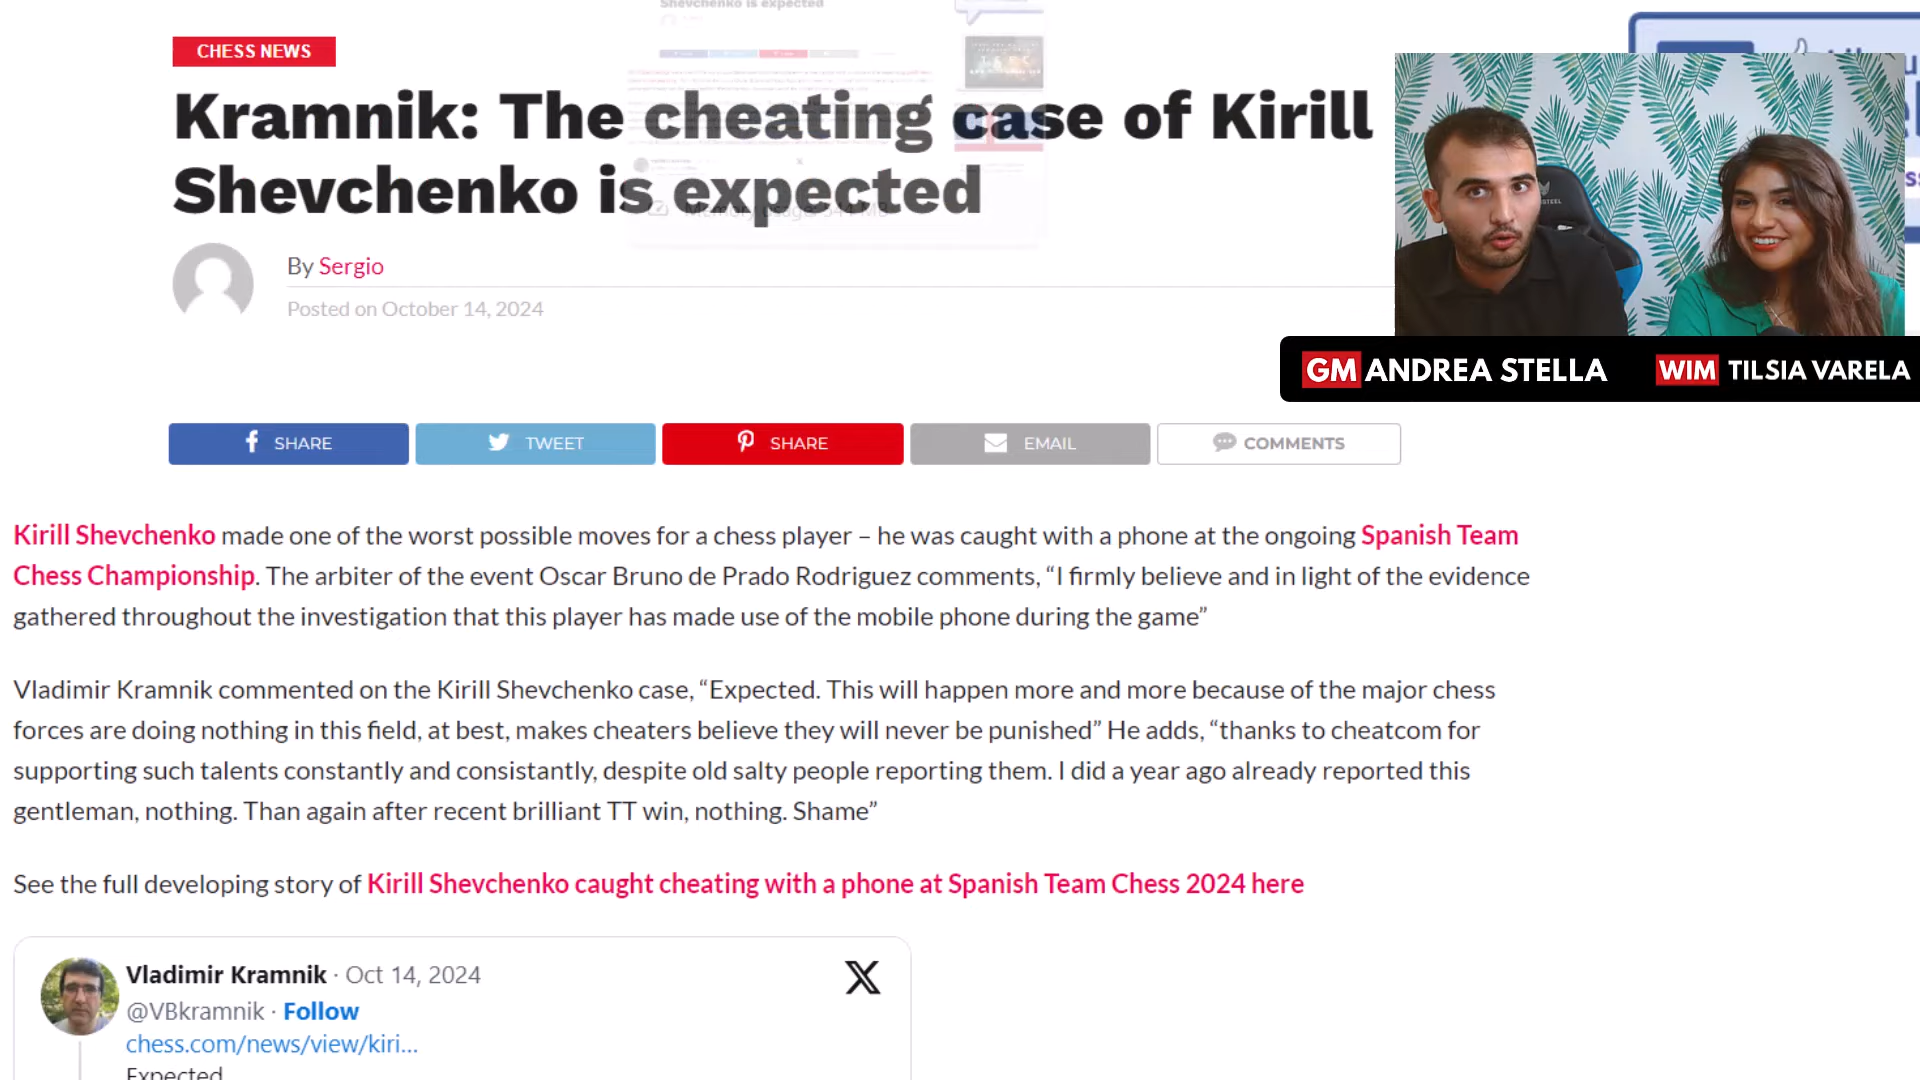 CHESS NEWS
Kramnik: The cheating case of Kirill
Shevchenko is expected
By Sergio
Posted on October 14, 2024
GM ANDREA STELLA
WIM TILSIA VARELA
SHARE
TWEET
SHARE
EMAIL
COMMENTS
Kirill Shevchenko made one of the worst possible moves for a chess player – he was caught with a phone at the ongoing Spanish Team
Chess Championship. The arbiter of the event Oscar Bruno de Prado Rodriguez comments, “I firmly believe and in light of the evidence
gathered throughout the investigation that this player has made use of the mobile phone during the game”
Vladimir Kramnik commented on the Kirill Shevchenko case, “Expected. This will happen more and more because of the major chess
forces are doing nothing in this field, at best, makes cheaters believe they will never be punished” He adds, “thanks to cheatcom for
supporting such talents constantly and consistantly, despite old salty people reporting them. I did a year ago already reported this
gentleman, nothing. Than again after recent brilliant TT win, nothing. Shame”
See the full developing story of Kirill Shevchenko caught cheating with a phone at Spanish Team Chess 2024 here
Vladimir Kramnik · Oct 14, 2024
@VBkramnik · Follow
chess.com/news/view/kiri...
Expected